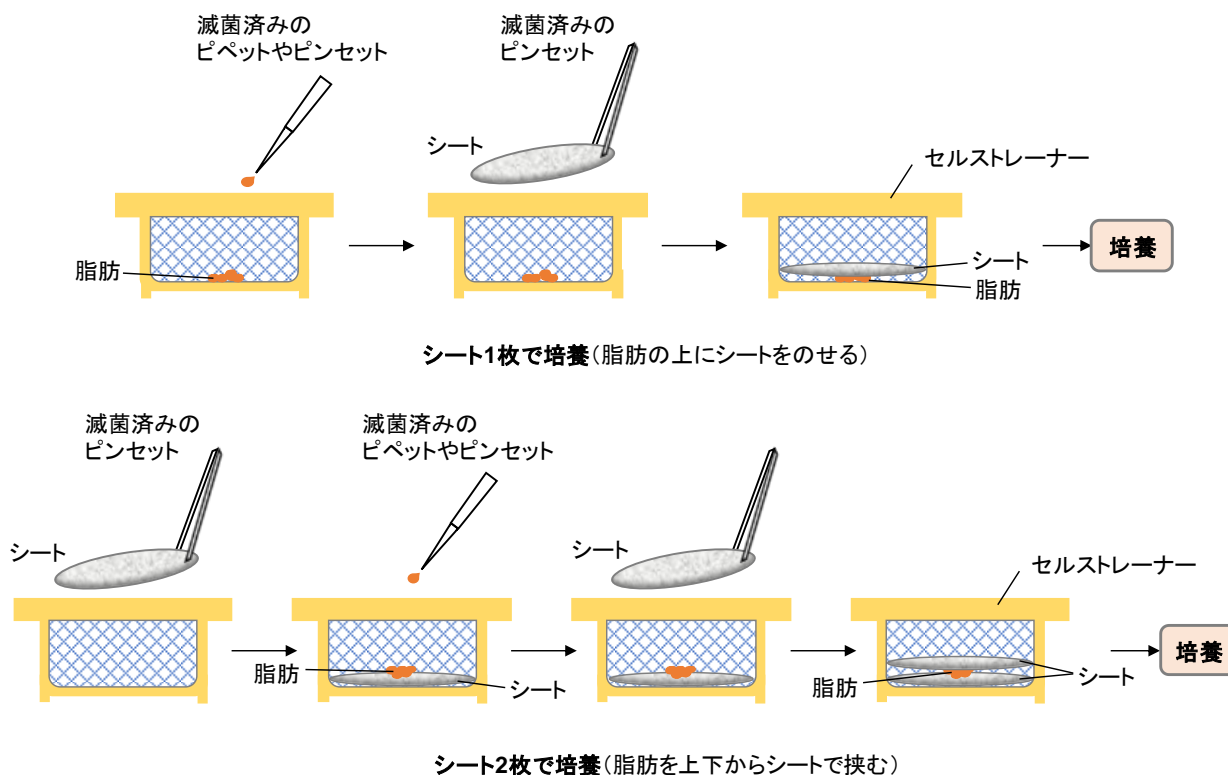 滅菌済みの
ピペットやピンセット
滅菌済みの
ピンセット
シート
セルストレーナー
脂肪
シート
脂肪
培養
シート1枚で培養（脂肪の上にシートをのせる）
滅菌済みの
ピンセット
滅菌済みの
ピペットやピンセット
シート
シート
セルストレーナー
脂肪
シート
脂肪
シート
培養
シート2枚で培養（脂肪を上下からシートで挟む）